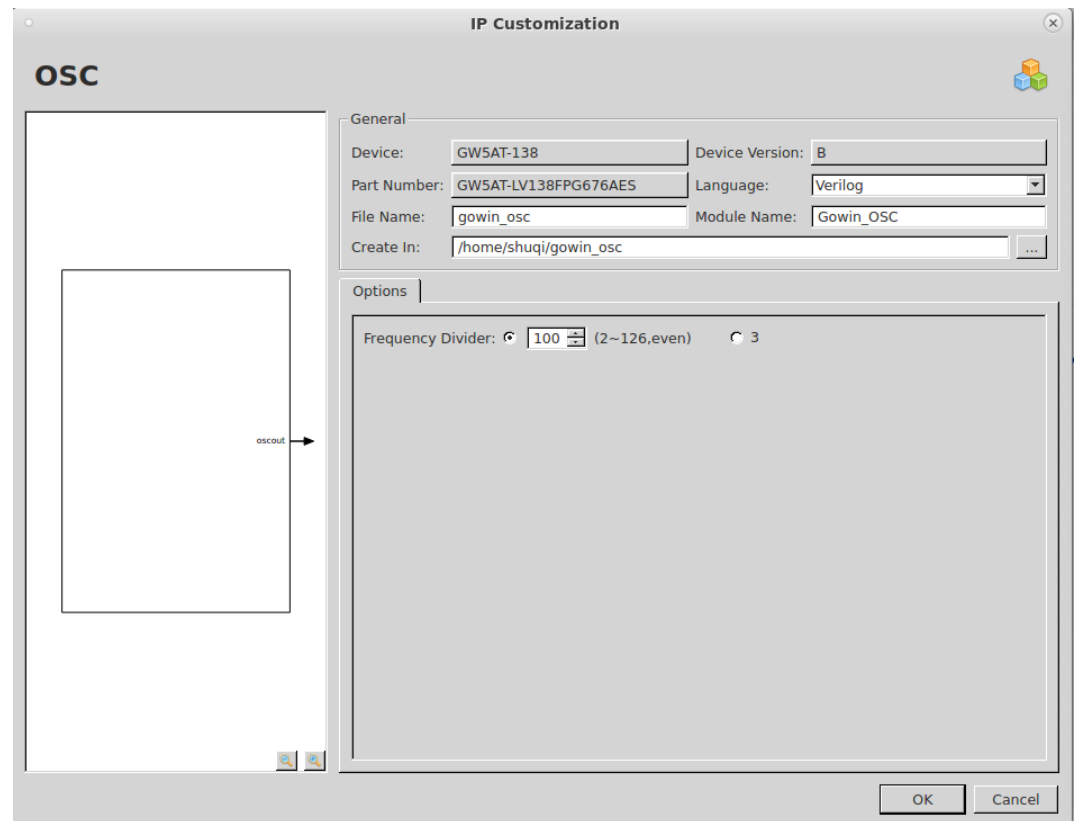 IP Customization
OSC
General
Device: GW5AT-138 Device Version: B
Part Number: GW5AT-LV138FPG676AES Language: Verilog
File Name: gowin_osc Module Name: Gowin_OSC
Create In: /home/shuqi/gowin_osc ...
Options
Frequency Divider: 100 (2~126,even) 3
oscout
OK Cancel